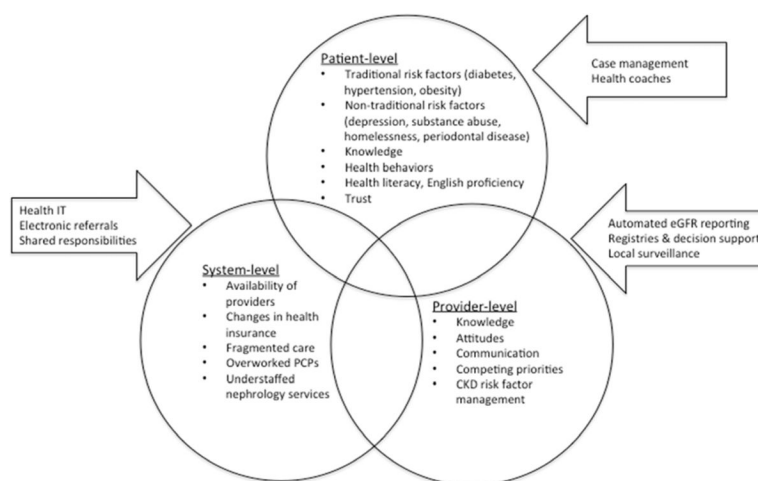 Patient-level
• Traditional risk factors (diabetes,
hypertension, obesity)
• Non-traditional risk factors
(depression, substance abuse,
homelessness, periodontal disease)
• Knowledge
• Health behaviors
• Health literacy, English proficiency
• Trust
Case management
Health coaches
Health IT
Electronic referrals
Shared responsibilities
Automated eGFR reporting
Registries & decision support
Local surveillance
System-level
• Availability of
providers
• Changes in health
insurance
• Fragmented care
• Overworked PCPs
• Understaffed
nephrology services
Provider-level
• Knowledge
• Attitudes
• Communication
• Competing priorities
• CKD risk factor
management